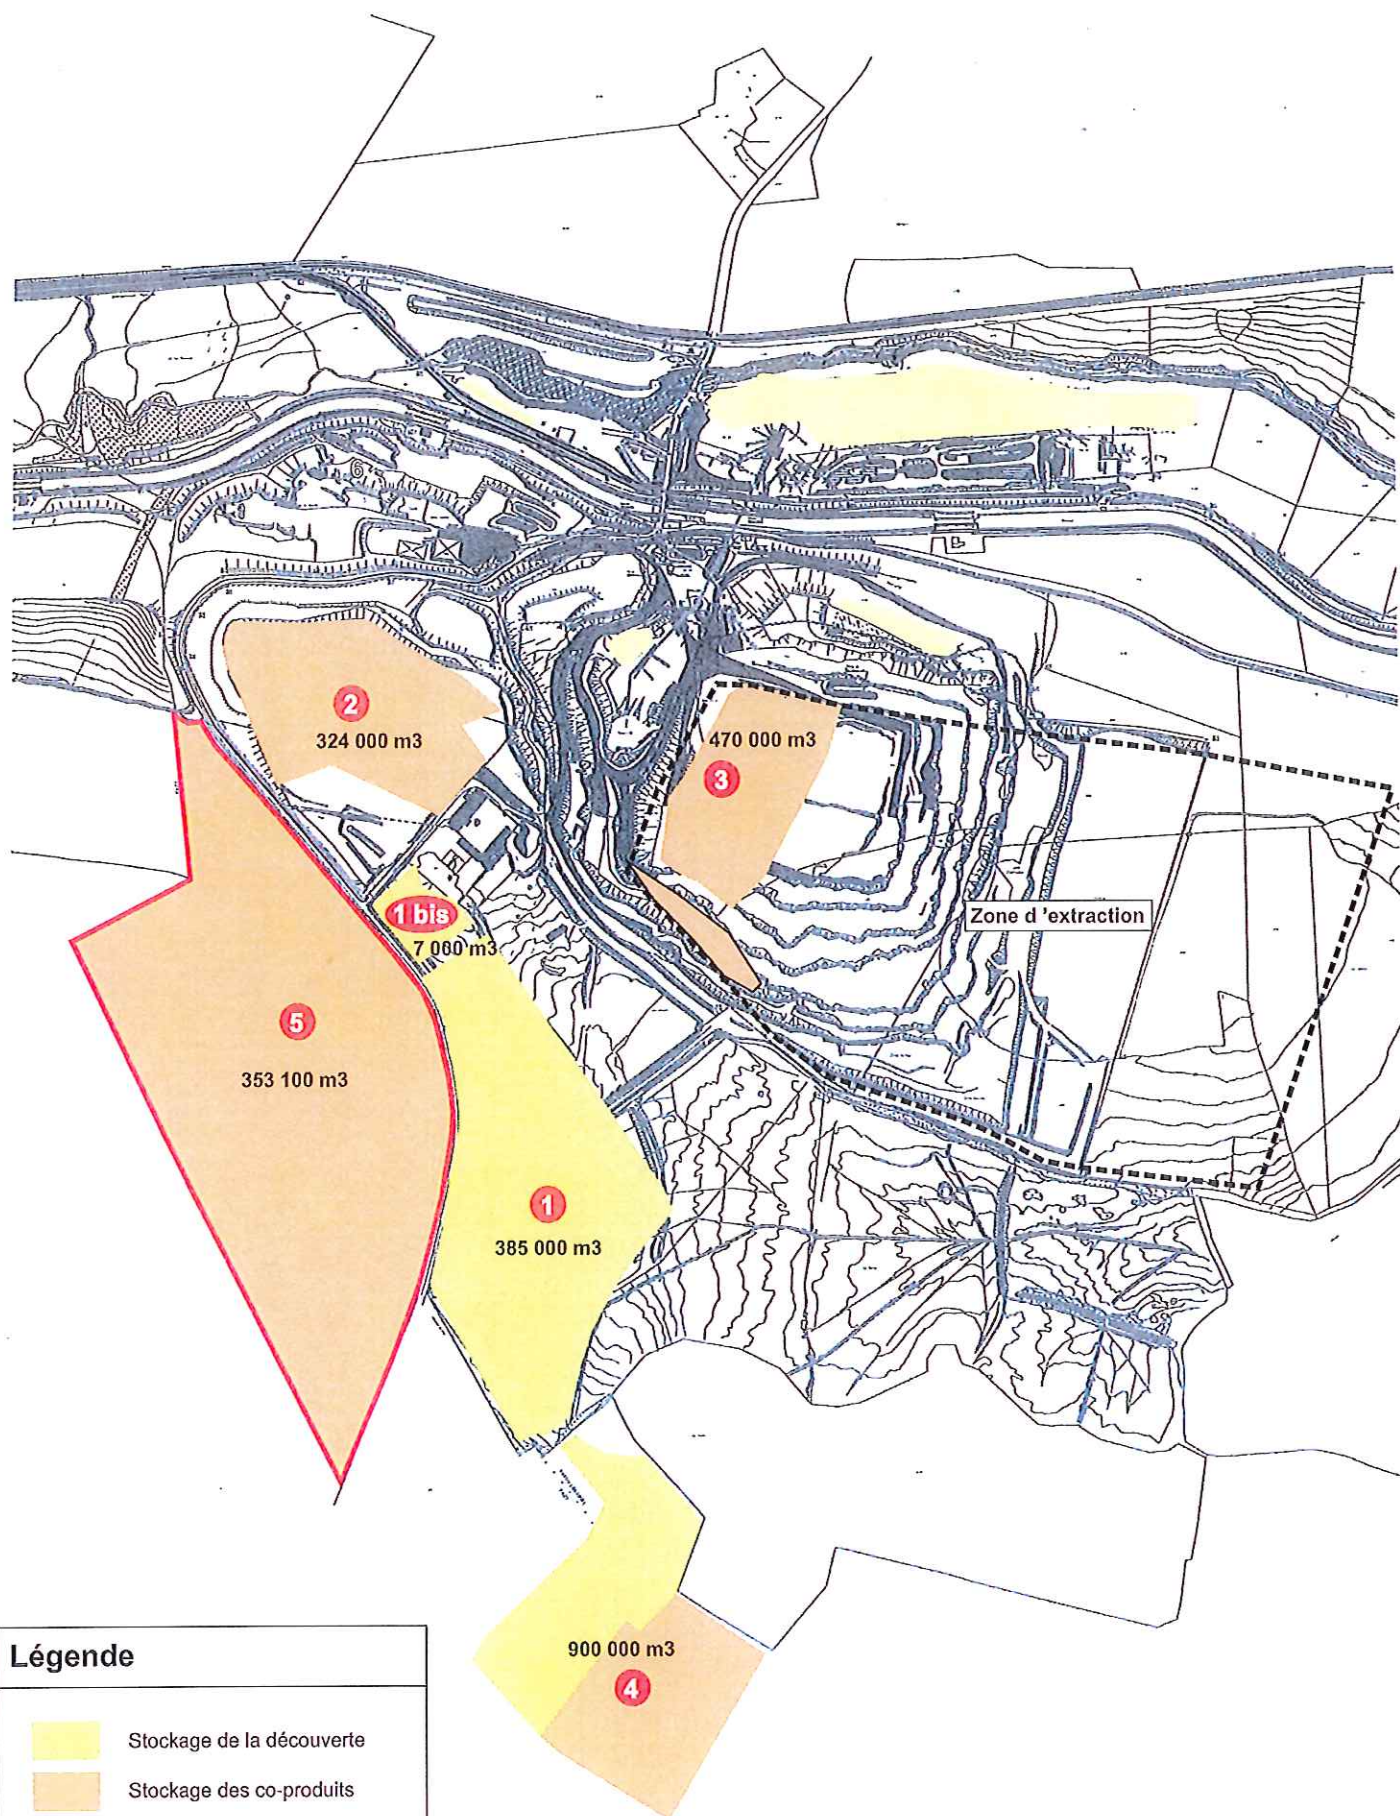 2
324 000 m3
470 000 m3
3
1 bis
7 000 m3
Zone d 'extraction
5
353 100 m3
1
385 000 m3
900 000 m3
4
Légende
Stockage de la découverte
Stockage des co-produits